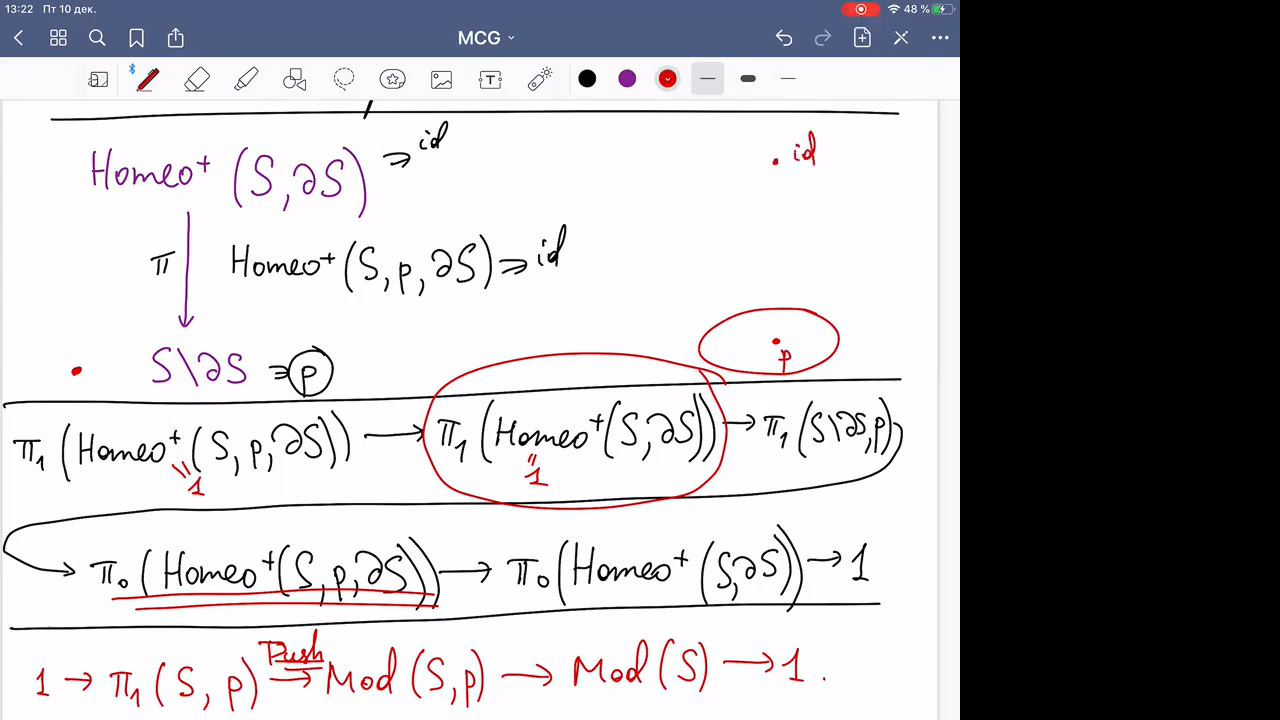 13:22 Пт 10 дек. 48 %
MCG
Homeo⁺ (S, ∂S) ∋ id
• id
π Homeo⁺ (S, p, ∂S) ∋ id
S\∂S ∋ p
p
π₁ (Homeo⁺ (S, p, ∂S)) → π₁ (Homeo⁺ (S, ∂S)) → π₁ (S\∂S, p)
1 1
π₀ (Homeo⁺ (S, p, ∂S)) → π₀ (Homeo⁺ (S, ∂S)) → 1
1 → π₁ (S, p) Push → Mod (S, p) → Mod (S) → 1.